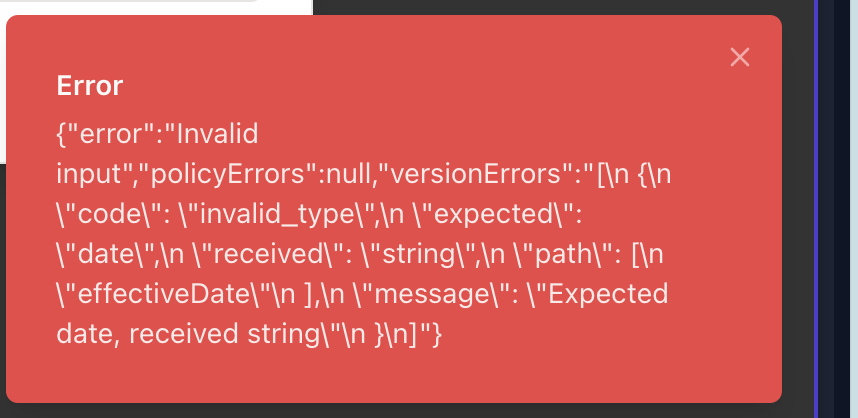 Error
{"error":"Invalid
input","policyErrors":null,"versionErrors":"[\n {\n
\"code\": \"invalid_type\",\n \"expected\":
\"date\",\n \"received\": \"string\",\n \"path\": [\n
\"effectiveDate\"\n ],\n \"message\": \"Expected
date, received string\"\n }\n]"}